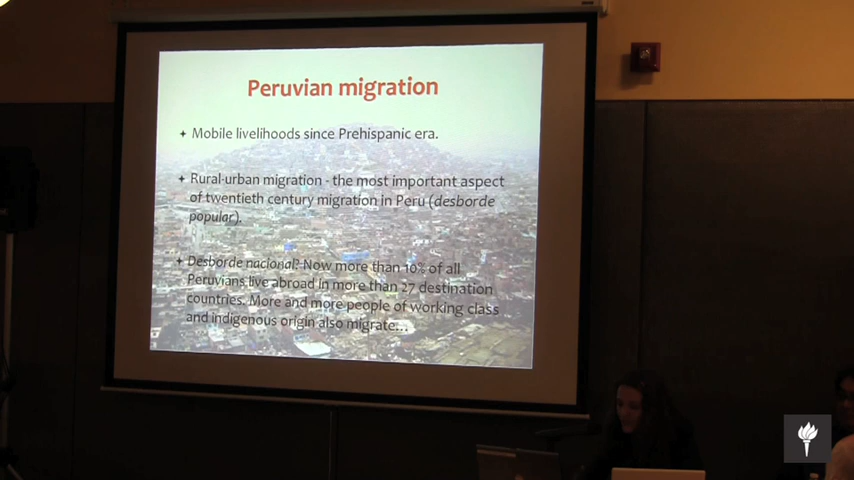 Peruvian migration
Mobile livelihoods since Prehispanic era.
Rural-urban migration - the most important aspect
of twentieth century migration in Peru (desborde
popular).
Desborde nacional? Now more than 10% of all
Peruvians live abroad in more than 27 destination
countries. More and more people of working class
and indigenous origin also migrate...